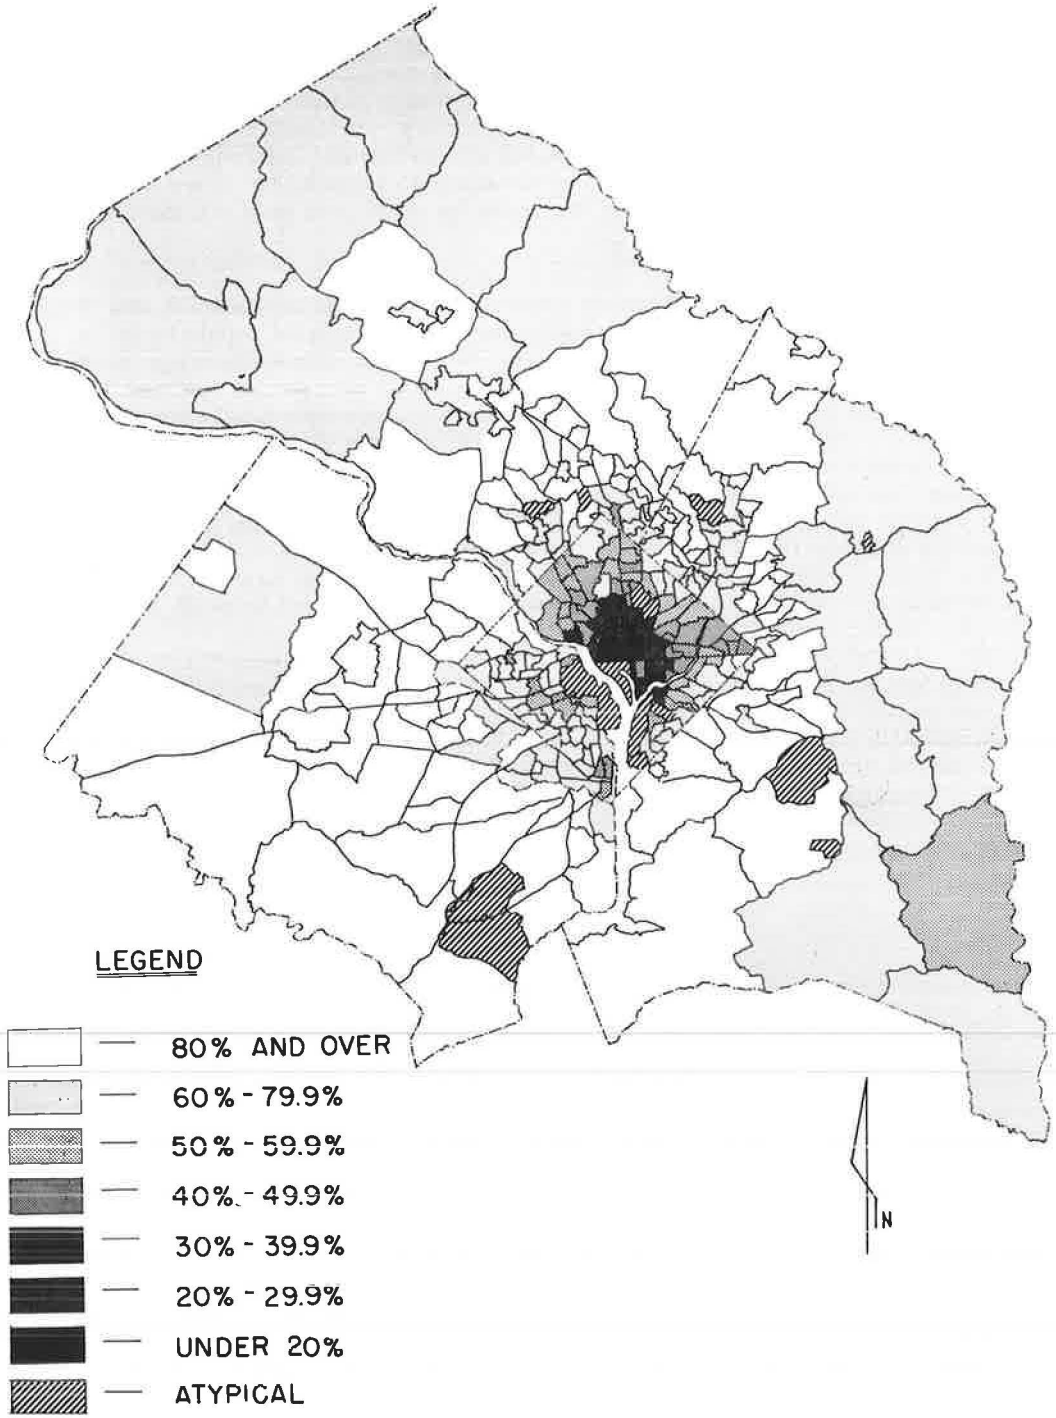 LEGEND
80% AND OVER
60% - 79.9%
50% - 59.9%
40% - 49.9%
30% - 39.9%
20% - 29.9%
UNDER 20%
ATYPICAL
N